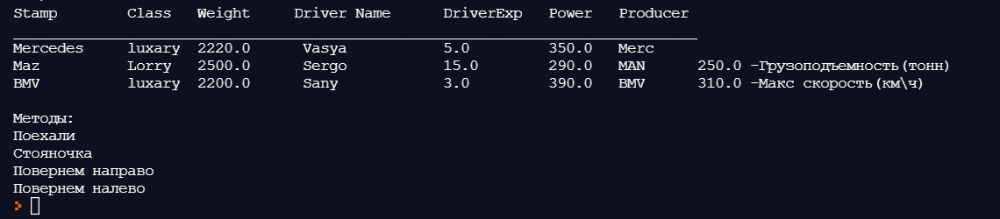 Stamp Class Weight Driver Name DriverExp Power Producer
Mercedes luxary 2220.0 Vasya 5.0 350.0 Merc
Maz Lorry 2500.0 Sergo 15.0 290.0 MAN 250.0 -Грузоподъемность(тонн)
BMV luxary 2200.0 Sany 3.0 390.0 BMV 310.0 -Макс скорость(км\ч)
Методы:
Поехали
Стояночка
Повернем направо
Повернем налево
>